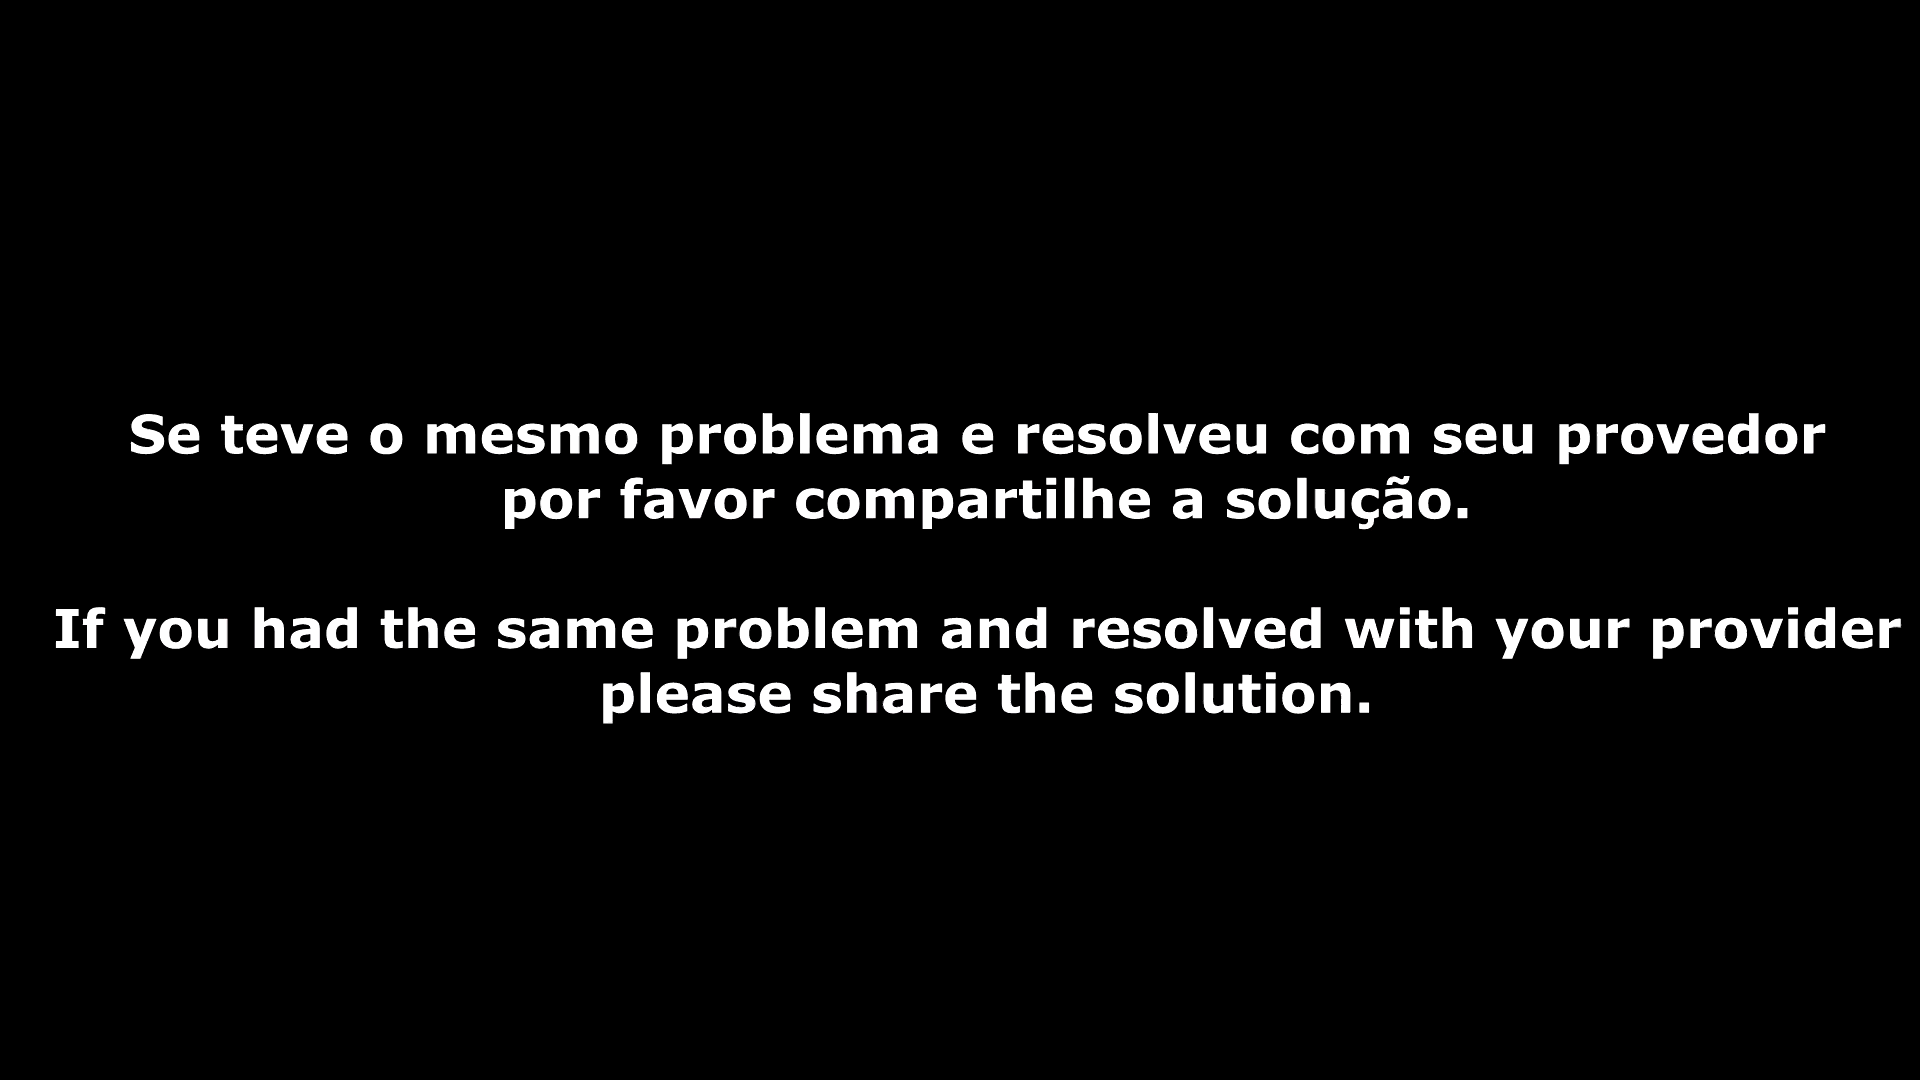 Se teve o mesmo problema e resolveu com seu provedor
por favor compartilhe a solução.
If you had the same problem and resolved with your provider
please share the solution.